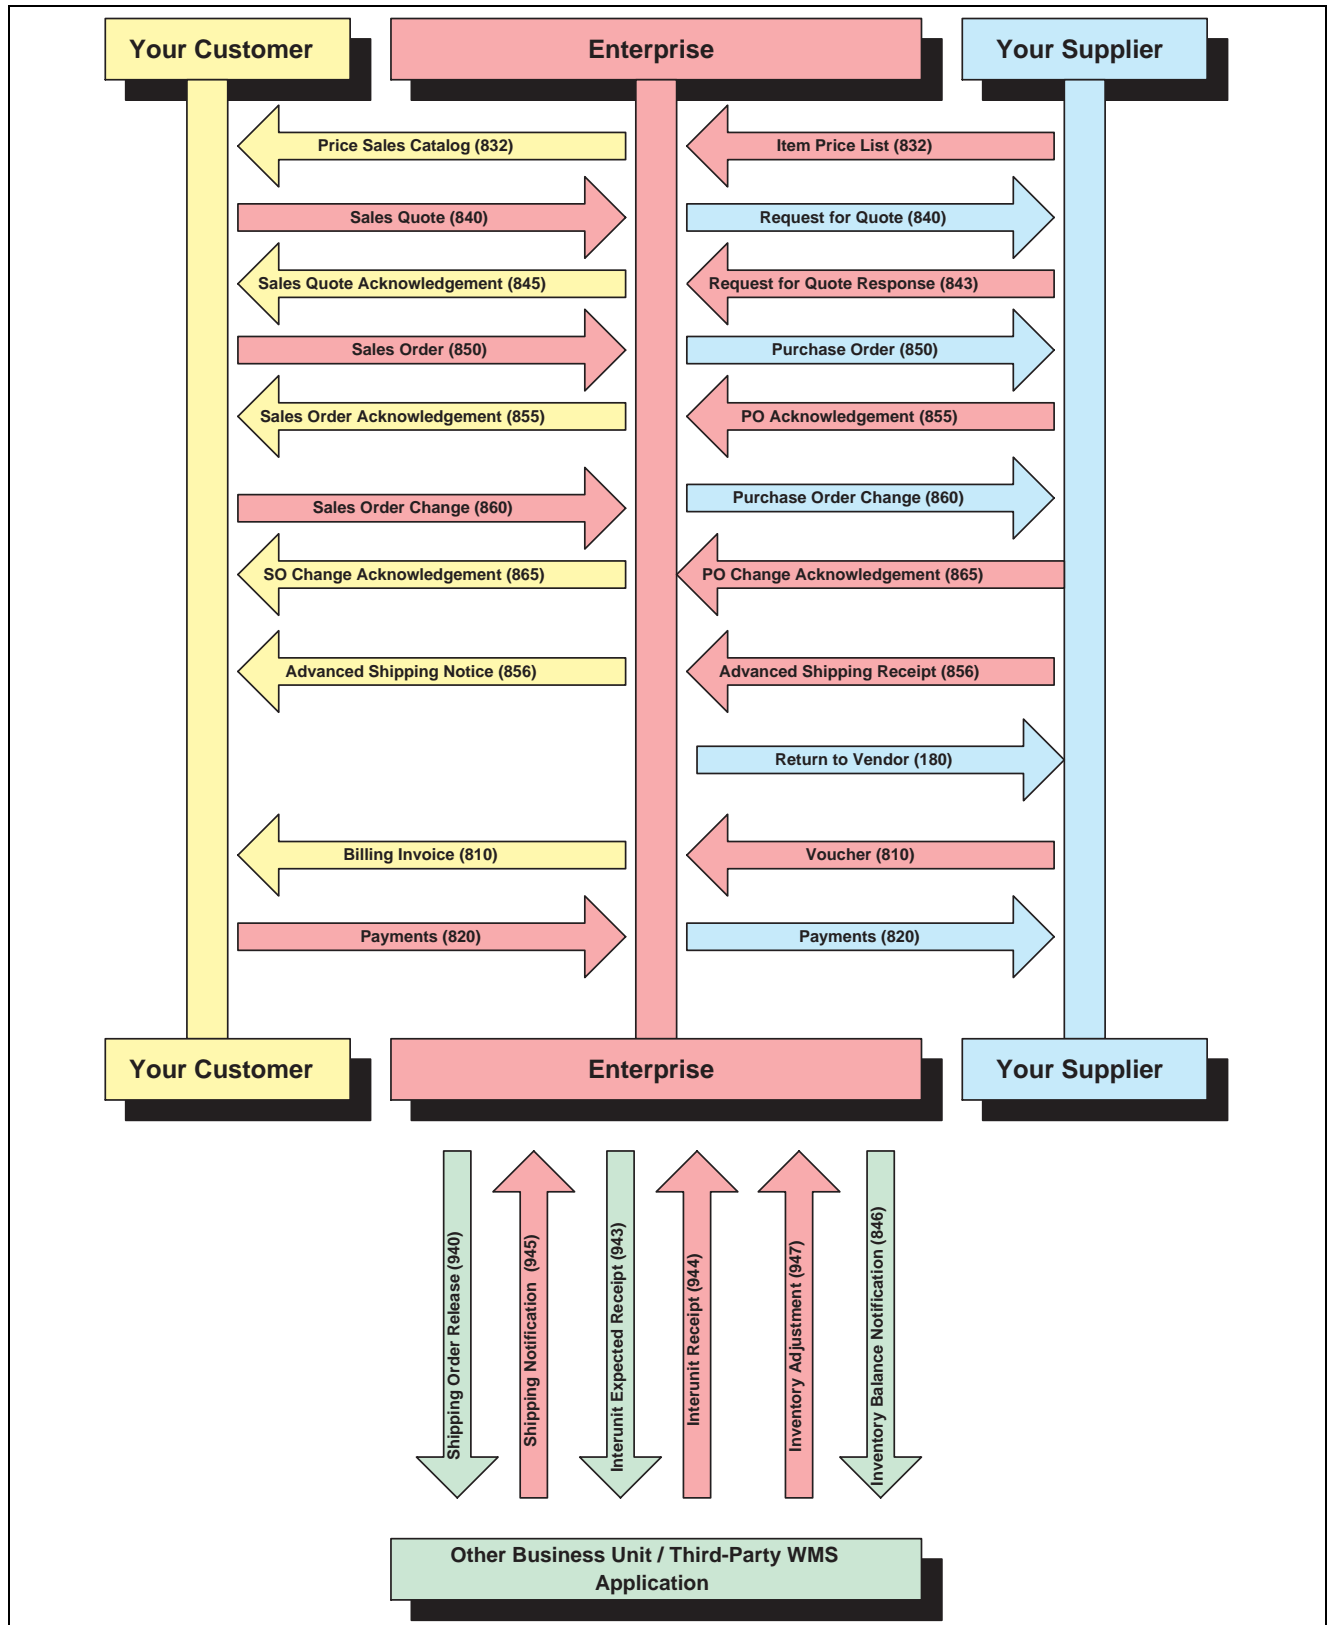 Your Customer
Enterprise
Your Supplier
Price Sales Catalog (832)
Item Price List (832)
Sales Quote (840)
Request for Quote (840)
Sales Quote Acknowledgement (845)
Request for Quote Response (843)
Sales Order (850)
Purchase Order (850)
Sales Order Acknowledgement (855)
PO Acknowledgement (855)
Sales Order Change (860)
Purchase Order Change (860)
SO Change Acknowledgement (865)
PO Change Acknowledgement (865)
Advanced Shipping Notice (856)
Advanced Shipping Receipt (856)
Return to Vendor (180)
Billing Invoice (810)
Voucher (810)
Payments (820)
Payments (820)
Your Customer
Enterprise
Your Supplier
Shipping Order Release (940)
Shipping Notification (945)
Interunit Expected Receipt (943)
Interunit Receipt (944)
Inventory Adjustment (947)
Inventory Balance Notification (846)
Other Business Unit / Third-Party WMS
Application